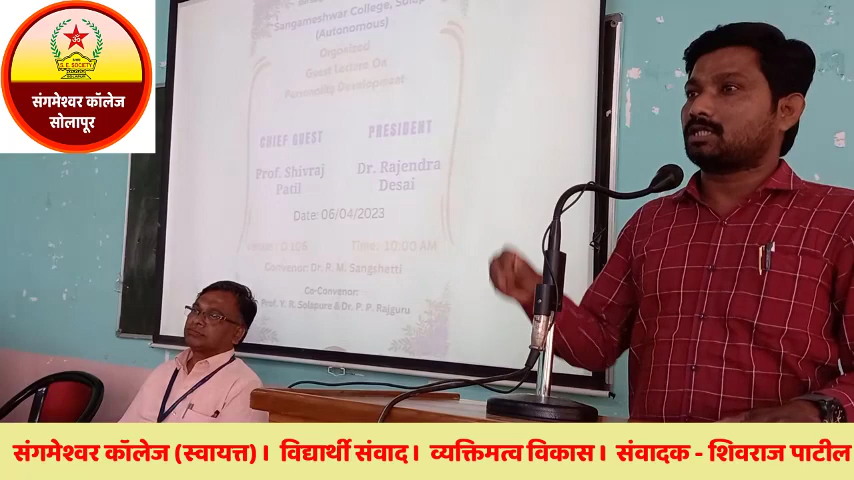 S. E. SOCIETY
संगमेश्वर कॉलेज
सोलापूर
Sangameshwar College, Solapur
(Autonomous)
Organized
Guest Lecture On
Personality Development
CHIEF GUEST
PRESIDENT
Prof. Shivraj
Patil
Dr. Rajendra
Desai
Date: 06/04/2023
Time: 10:00 AM
Convenor: Dr. R. M. Sangshetti
Co-Convenor:
Prof. Y. R. Solapure & Dr. P. P. Rajguru
संगमेश्वर कॉलेज (स्वायत्त) । विद्यार्थी संवाद । व्यक्तिमत्व विकास । संवादक - शिवराज पाटील